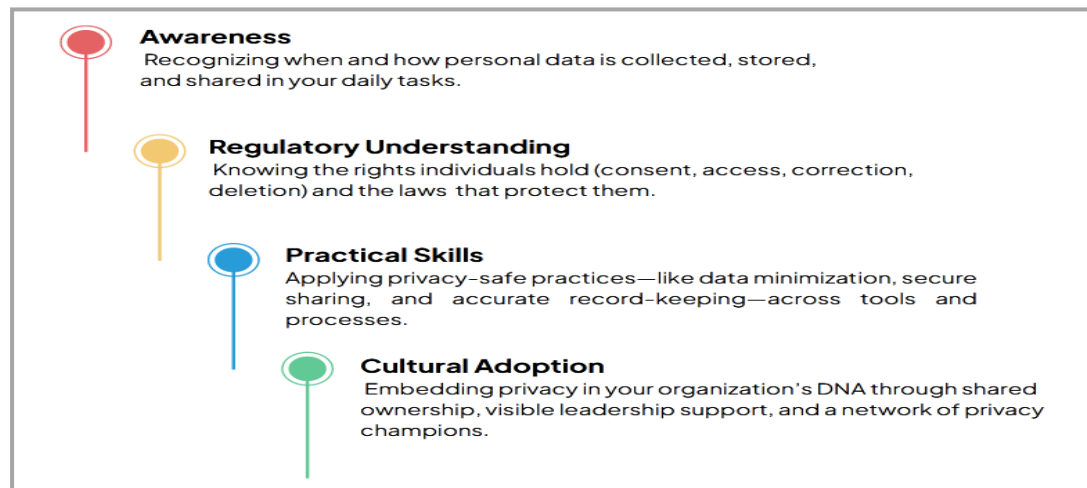 Awareness
Recognizing when and how personal data is collected, stored,
and shared in your daily tasks.
Regulatory Understanding
Knowing the rights individuals hold (consent, access, correction,
deletion) and the laws that protect them.
Practical Skills
Applying privacy-safe practices—like data minimization, secure
sharing, and accurate record-keeping—across tools and
processes.
Cultural Adoption
Embedding privacy in your organization's DNA through shared
ownership, visible leadership support, and a network of privacy
champions.